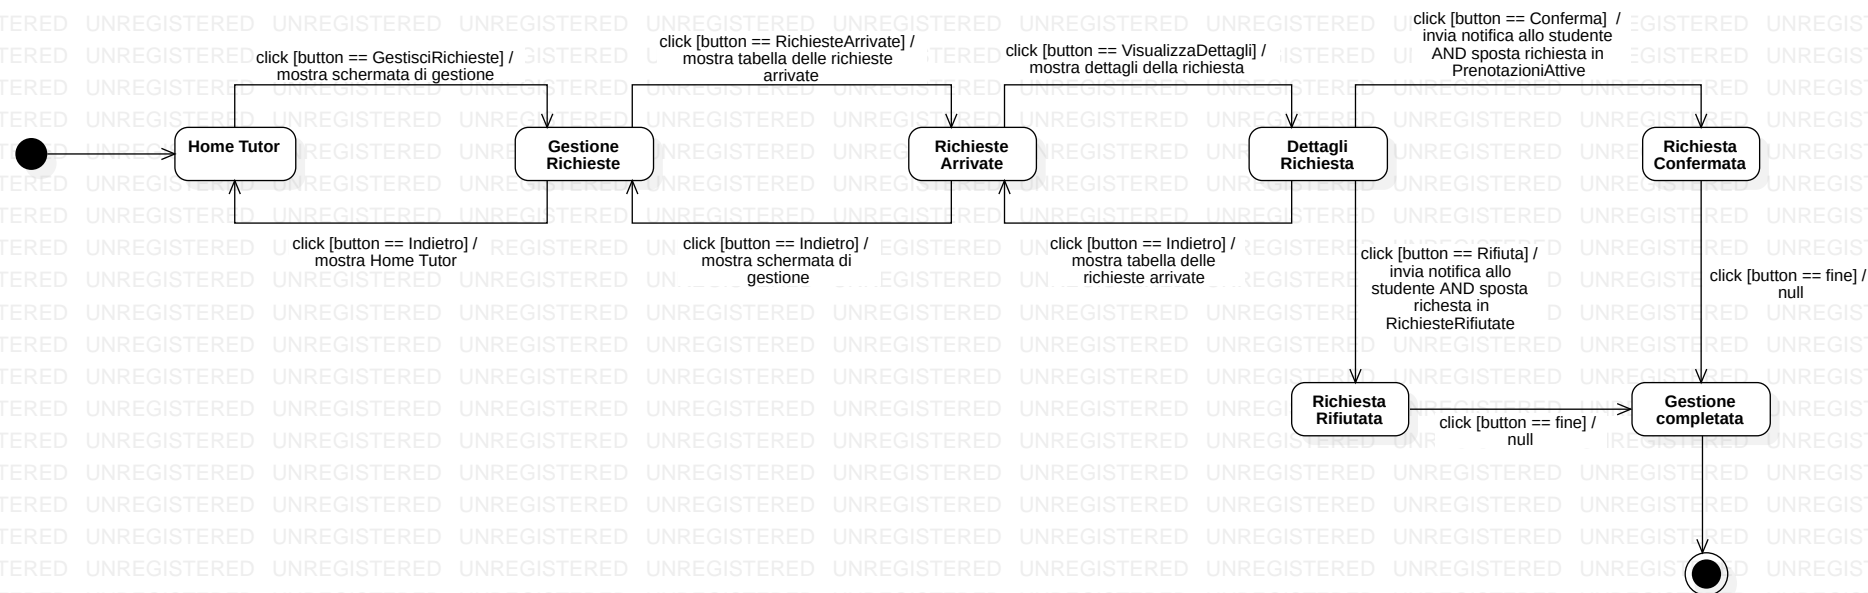 click [button == GestisciRichieste] /
mostra schermata di gestione
click [button == RichiesteArrivate] /
mostra tabella delle richieste
arrivate
click [button == VisualizzaDettagli] /
mostra dettagli della richiesta
click [button == Conferma]  /
invia notifica allo studente
AND sposta richiesta in
PrenotazioniAttive
Home Tutor
Gestione
Richieste
Richieste
Arrivate
Dettagli
Richiesta
Richiesta
Confermata
click [button == Indietro] /
mostra Home Tutor
click [button == Indietro] /
mostra schermata di
gestione
click [button == Indietro] /
mostra tabella delle
richieste arrivate
click [button == Rifiuta] /
invia notifica allo
studente AND sposta
richesta in
RichiesteRifiutate
click [button == fine] /
null
Richiesta
Rifiutata
click [button == fine] /
null
Gestione
completata
UNREGISTERED